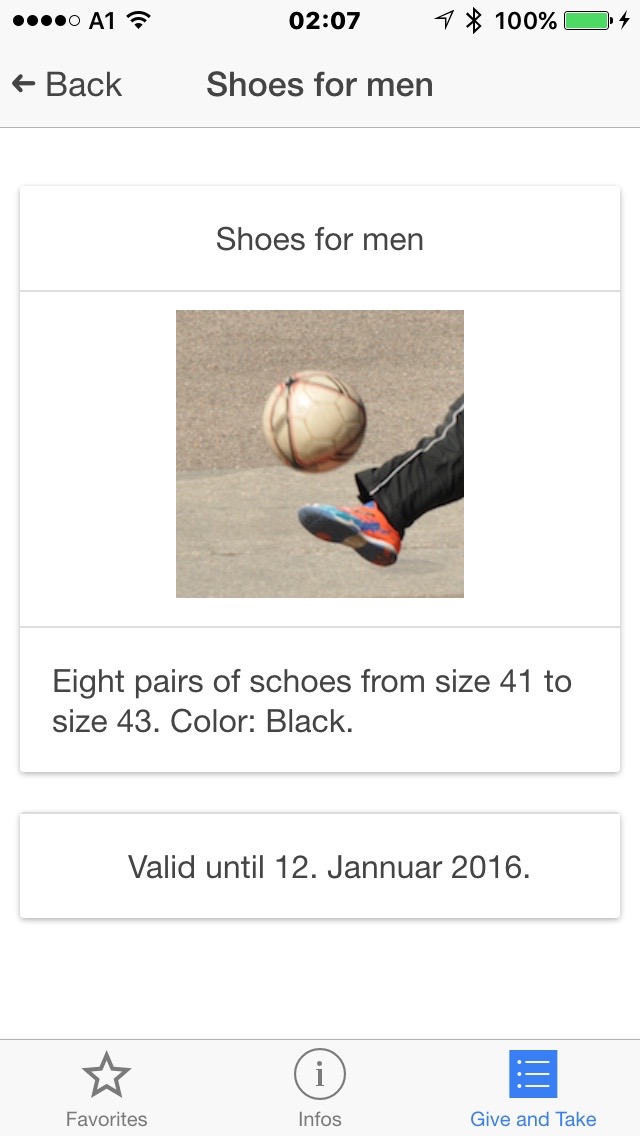 A1 02:07 100%
Back Shoes for men
Shoes for men
Eight pairs of schoes from size 41 to
size 43. Color: Black.
Valid until 12. Jannuar 2016.
Favorites Infos Give and Take